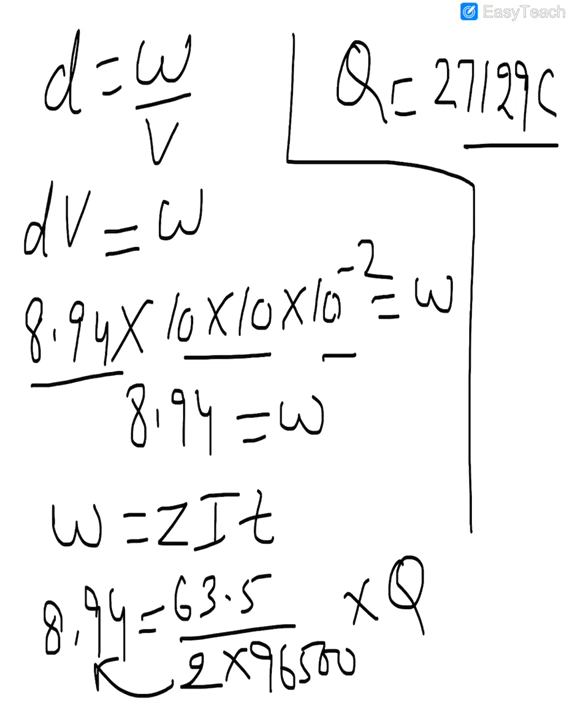 EasyTeach
d = w/V
Q = 27129C
dV = w
8.94 X 10 X 10 X 10^-2 = w
8.94 = w
w = ZIt
8.94 = 63.5/(2 X 96500) x Q